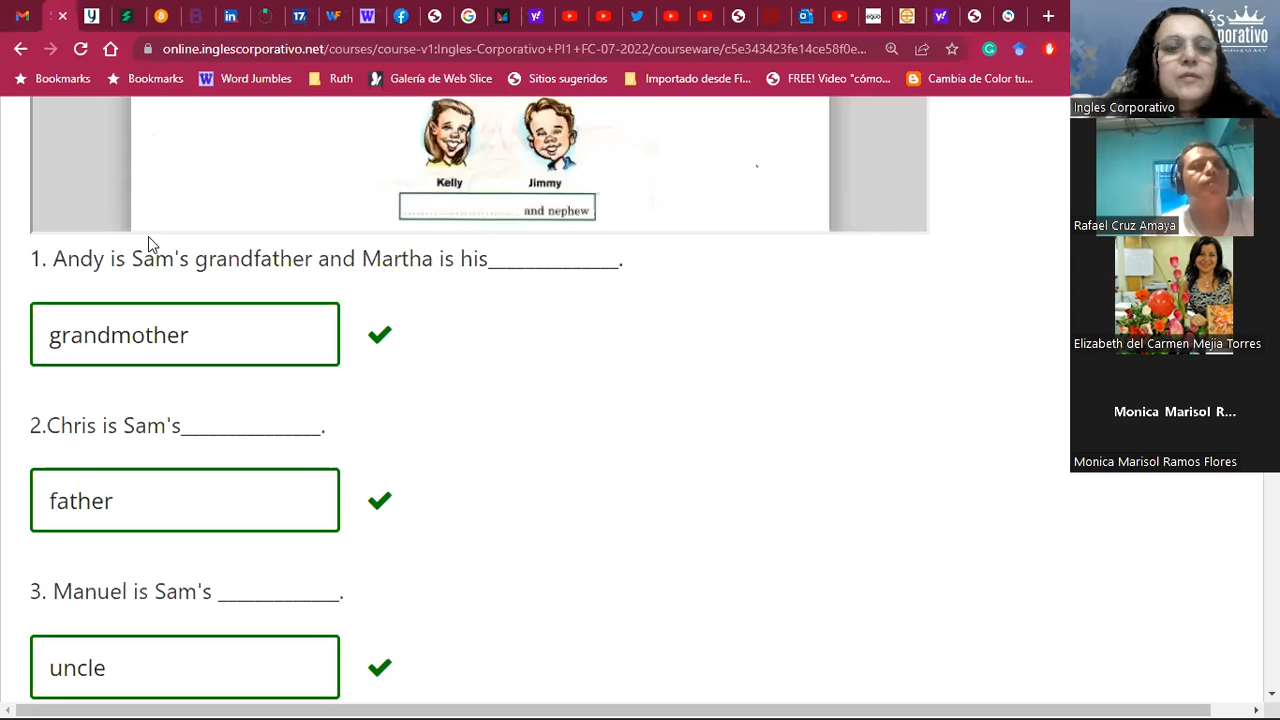 online.inglescorporativo.net/courses/course-v1:Ingles-Corporativo+PI1+FC-07-2022/courseware/c5e343423fe14ce58f0e...
Bookmarks Bookmarks Word Jumbles Ruth Galería de Web Slice Sitios sugeridos Importado desde Fi... FREE! Video "cómo... Cambia de Color tu...
Kelly Jimmy
and nephew
1. Andy is Sam's grandfather and Martha is his______________.
grandmother
2.Chris is Sam's_______________.
father
3. Manuel is Sam's _____________.
uncle
Ingles Corporativo
Rafael Cruz Amaya
Elizabeth del Carmen Mejia Torres
Monica Marisol R...
Monica Marisol Ramos Flores